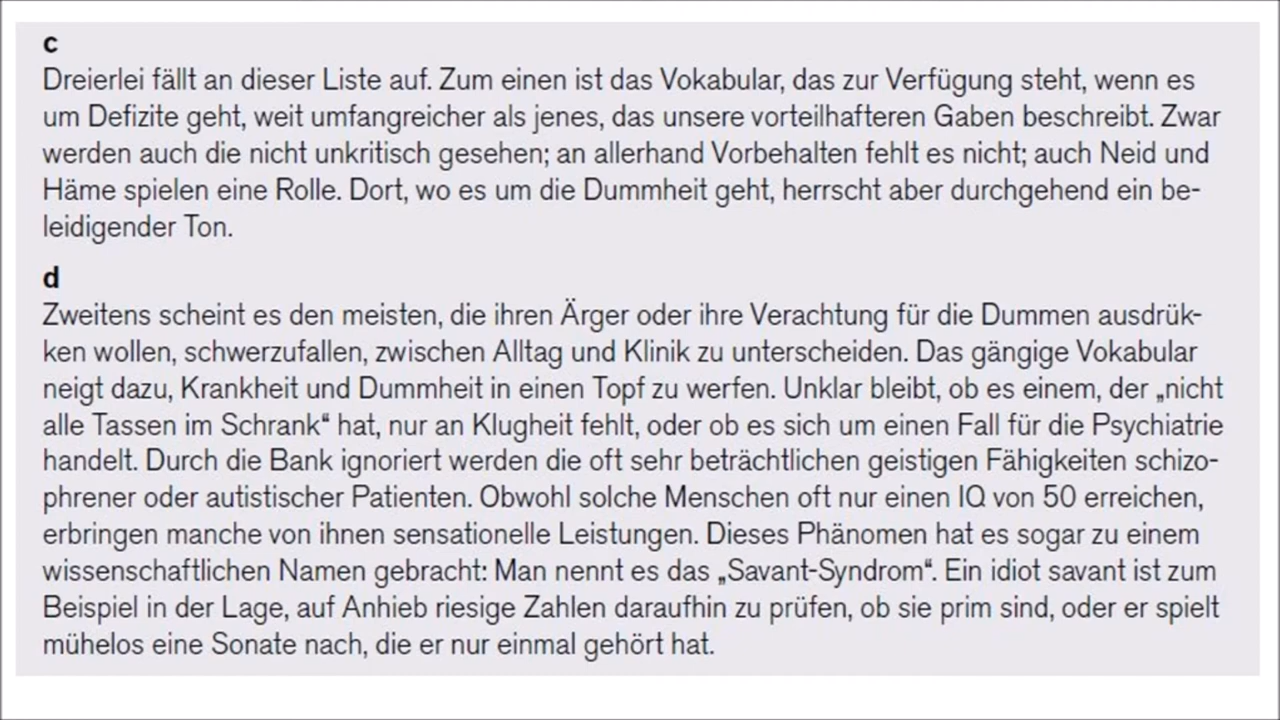 c
Dreierlei fällt an dieser Liste auf. Zum einen ist das Vokabular, das zur Verfügung steht, wenn es
um Defizite geht, weit umfangreicher als jenes, das unsere vorteilhafteren Gaben beschreibt. Zwar
werden auch die nicht unkritisch gesehen; an allerhand Vorbehalten fehlt es nicht; auch Neid und
Häme spielen eine Rolle. Dort, wo es um die Dummheit geht, herrscht aber durchgehend ein be-
leidigender Ton.
d
Zweitens scheint es den meisten, die ihren Ärger oder ihre Verachtung für die Dummen ausdrük-
ken wollen, schwerzufallen, zwischen Alltag und Klinik zu unterscheiden. Das gängige Vokabular
neigt dazu, Krankheit und Dummheit in einen Topf zu werfen. Unklar bleibt, ob es einem, der „nicht
alle Tassen im Schrank“ hat, nur an Klugheit fehlt, oder ob es sich um einen Fall für die Psychiatrie
handelt. Durch die Bank ignoriert werden die oft sehr beträchtlichen geistigen Fähigkeiten schizo-
phrener oder autistischer Patienten. Obwohl solche Menschen oft nur einen IQ von 50 erreichen,
erbringen manche von ihnen sensationelle Leistungen. Dieses Phänomen hat es sogar zu einem
wissenschaftlichen Namen gebracht: Man nennt es das „Savant-Syndrom“. Ein idiot savant ist zum
Beispiel in der Lage, auf Anhieb riesige Zahlen daraufhin zu prüfen, ob sie prim sind, oder er spielt
mühelos eine Sonate nach, die er nur einmal gehört hat.